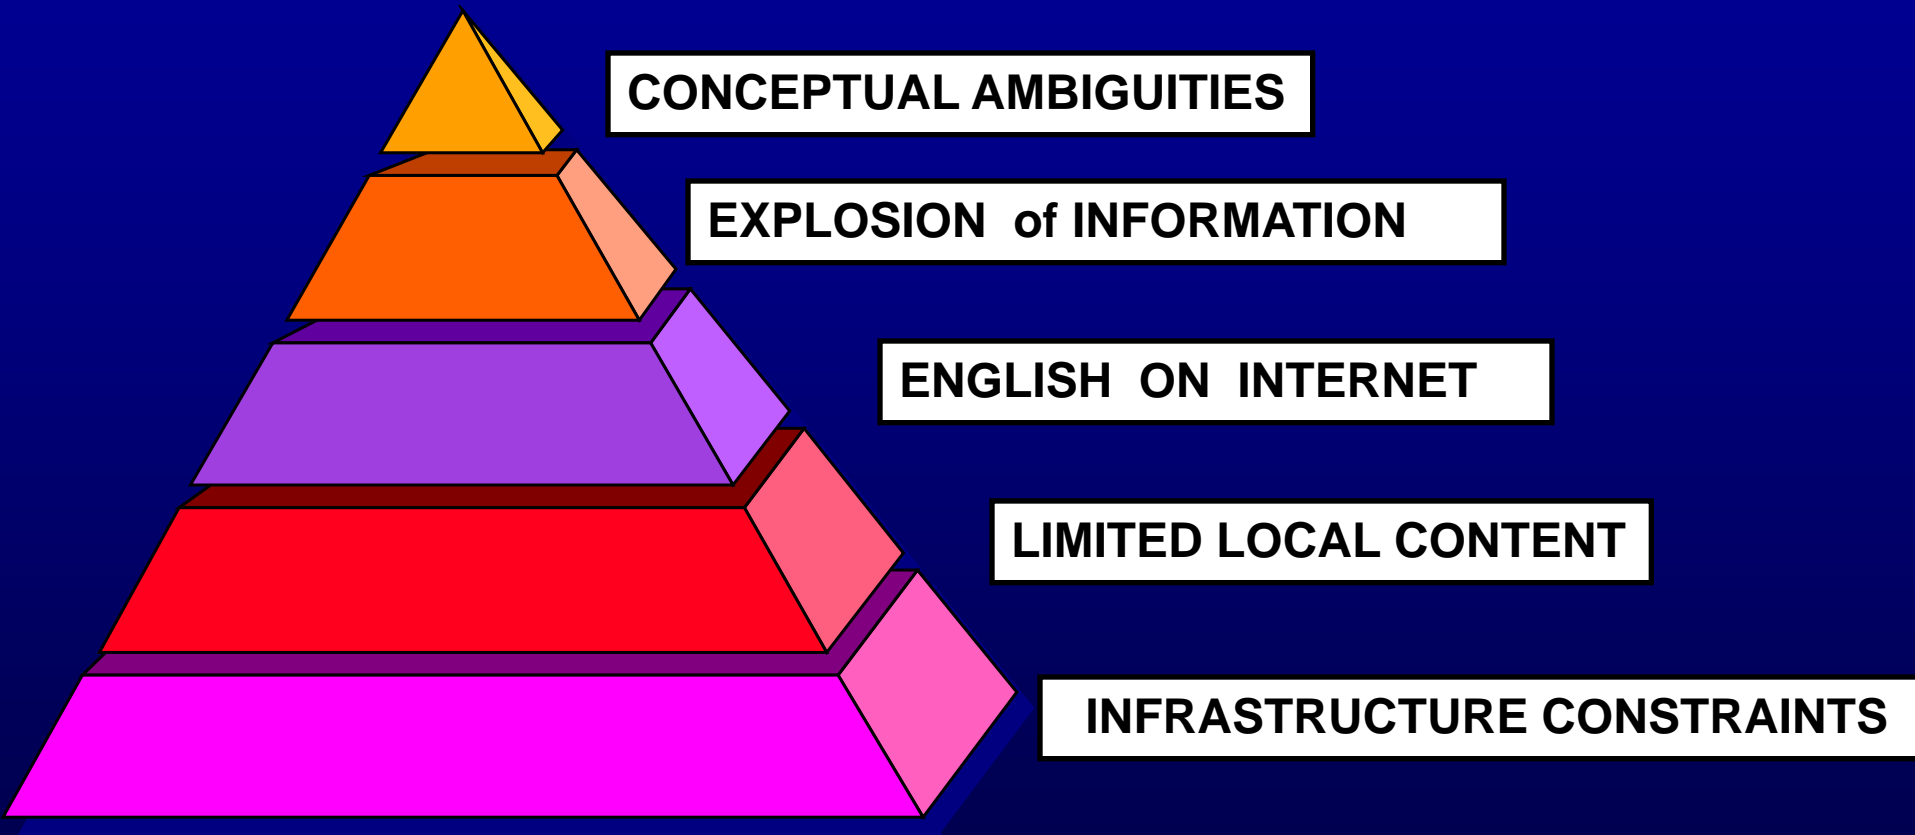 CONCEPTUAL AMBIGUITIES
EXPLOSION of INFORMATION
ENGLISH ON INTERNET
LIMITED LOCAL CONTENT
INFRASTRUCTURE CONSTRAINTS